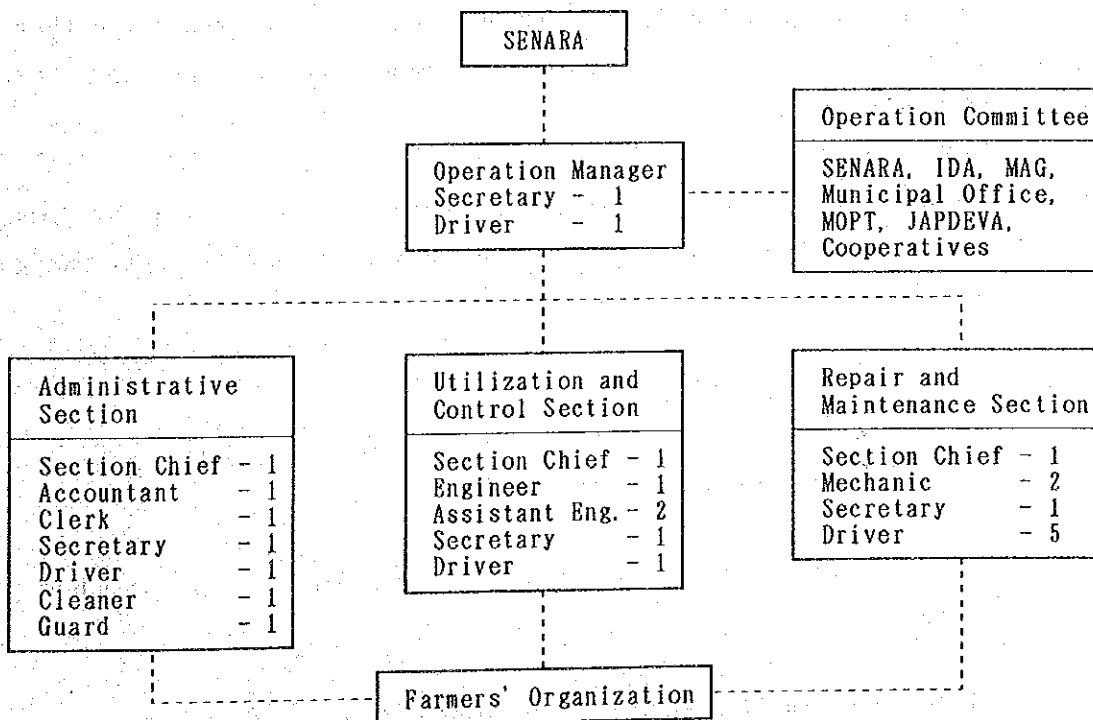 SENARA
Operation Committee
SENARA, IDA, MAG,
Municipal Office,
MOPT, JAPDEVA,
Cooperatives
Operation Manager
Secretary - 1
Driver - 1
Administrative
Section
Section Chief - 1
Accountant - 1
Clerk - 1
Secretary - 1
Driver - 1
Cleaner - 1
Guard - 1
Utilization and
Control Section
Section Chief - 1
Engineer - 1
Assistant Eng. - 2
Secretary - 1
Driver - 1
Repair and
Maintenance Section
Section Chief - 1
Mechanic - 2
Secretary - 1
Driver - 5
Farmers' Organization